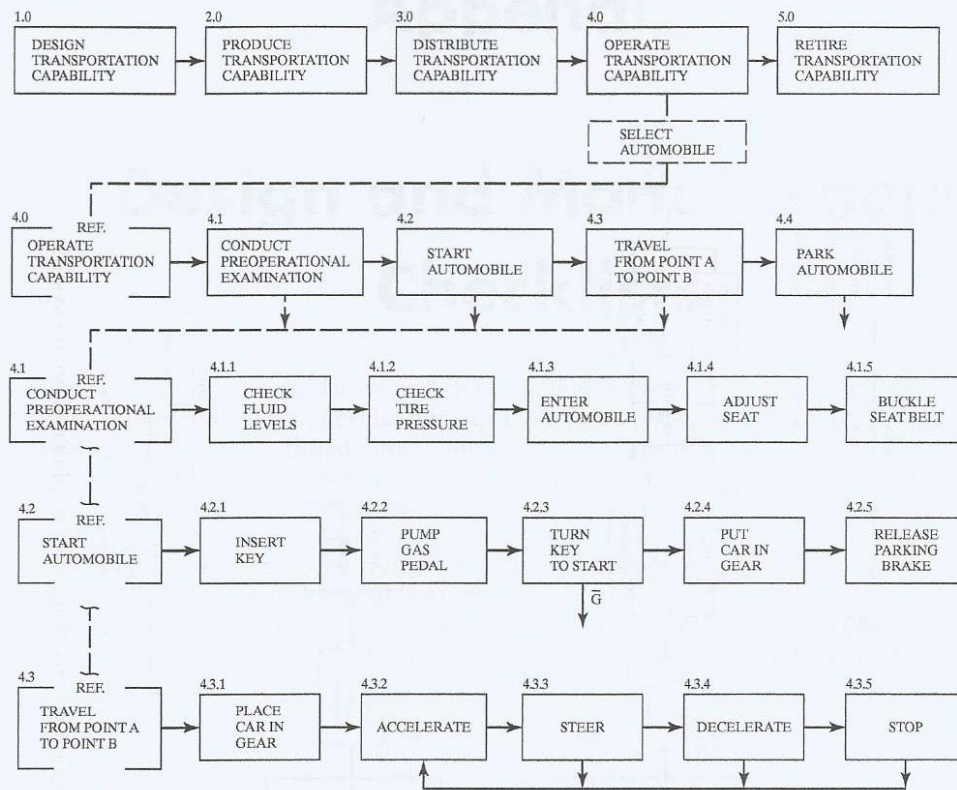 1.0
DESIGN
TRANSPORTATION
CAPABILITY
2.0
PRODUCE
TRANSPORTATION
CAPABILITY
3.0
DISTRIBUTE
TRANSPORTATION
CAPABILITY
4.0
OPERATE
TRANSPORTATION
CAPABILITY
5.0
RETIRE
TRANSPORTATION
CAPABILITY
SELECT
AUTOMOBILE
4.0
REF.
OPERATE
TRANSPORTATION
CAPABILITY
4.1
CONDUCT
PREOPERATIONAL
EXAMINATION
4.2
START
AUTOMOBILE
4.3
TRAVEL
FROM POINT A
TO POINT B
4.4
PARK
AUTOMOBILE
4.1
REF.
CONDUCT
PREOPERATIONAL
EXAMINATION
4.1.1
CHECK
FLUID
LEVELS
4.1.2
CHECK
TIRE
PRESSURE
4.1.3
ENTER
AUTOMOBILE
4.1.4
ADJUST
SEAT
4.1.5
BUCKLE
SEAT BELT
4.2
REF.
START
AUTOMOBILE
4.2.1
INSERT
KEY
4.2.2
PUMP
GAS
PEDAL
4.2.3
TURN
KEY
TO START
G̅
4.2.4
PUT
CAR IN
GEAR
4.2.5
RELEASE
PARKING
BRAKE
4.3
REF.
TRAVEL
FROM POINT A
TO POINT B
4.3.1
PLACE
CAR IN
GEAR
4.3.2
ACCELERATE
4.3.3
STEER
4.3.4
DECELERATE
4.3.5
STOP